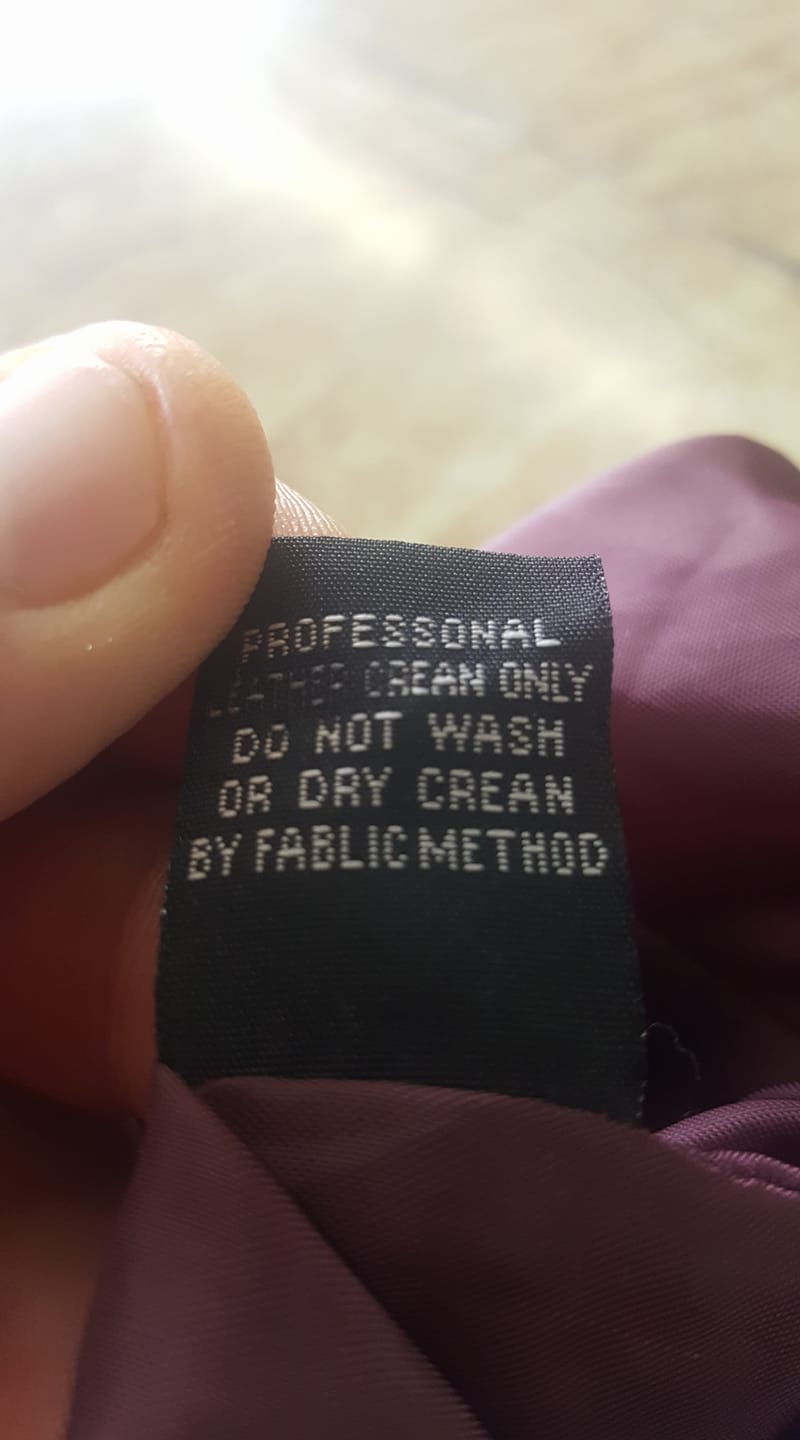 PROFESSONAL
LEATHER CREAN ONLY
DO NOT WASH
OR DRY CREAN
BY FABLIC METHOD